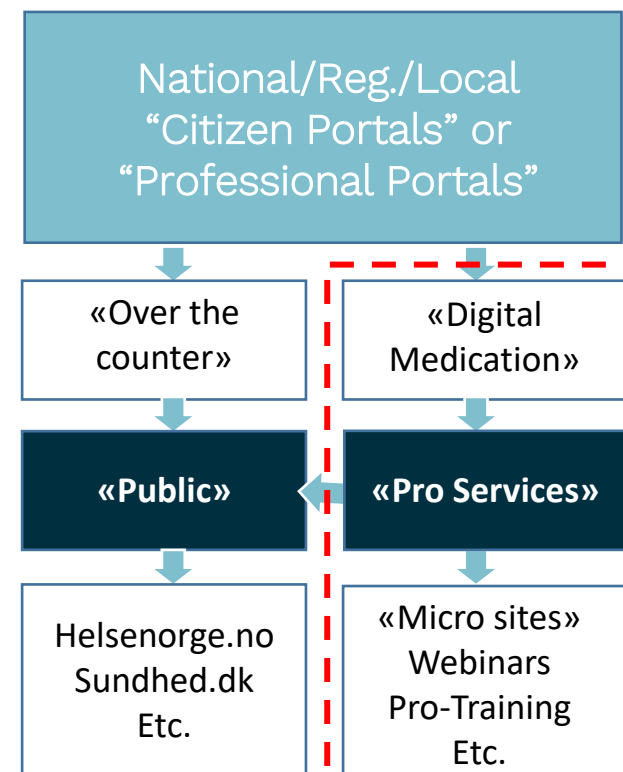 National/Reg./Local
“Citizen Portals” or
“Professional Portals”
«Over the
counter»
«Digital
Medication»
«Public»
«Pro Services»
Helsenorge.no
Sundhed.dk
Etc.
«Micro sites»
Webinars
Pro-Training
Etc.